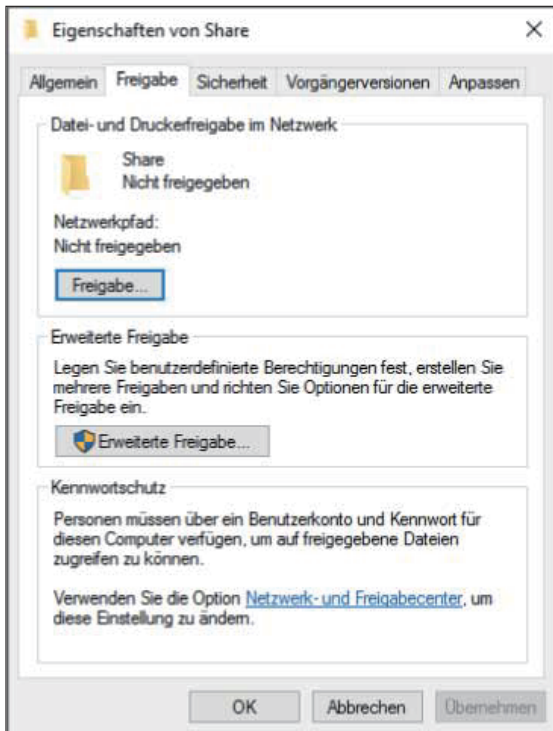 Eigenschaften von Share
Allgemein Freigabe Sicherheit Vorgängerversionen Anpassen
Datei- und Druckerfreigabe im Netzwerk
Share
Nicht freigegeben
Netzwerkpfad:
Nicht freigegeben
Freigabe...
Erweiterte Freigabe
Legen Sie benutzerdefinierte Berechtigungen fest, erstellen Sie
mehrere Freigaben und richten Sie Optionen für die erweiterte
Freigabe ein.
Erweiterte Freigabe...
Kennwortschutz
Personen müssen über ein Benutzerkonto und Kennwort für
diesen Computer verfügen, um auf freigegebene Dateien
zugreifen zu können.
Verwenden Sie die Option Netzwerk- und Freigabecenter, um
diese Einstellung zu ändern.
OK Abbrechen Übernehmen